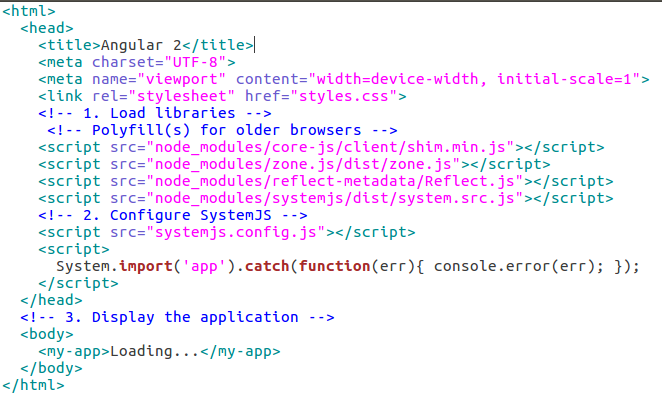 <html>
  <head>
    <title>Angular 2</title>
    <meta charset="UTF-8">
    <meta name="viewport" content="width=device-width, initial-scale=1">
    <link rel="stylesheet" href="styles.css">
    <!-- 1. Load libraries -->
     <!-- Polyfill(s) for older browsers -->
    <script src="node_modules/core-js/client/shim.min.js"></script>
    <script src="node_modules/zone.js/dist/zone.js"></script>
    <script src="node_modules/reflect-metadata/Reflect.js"></script>
    <script src="node_modules/systemjs/dist/system.src.js"></script>
    <!-- 2. Configure SystemJS -->
    <script src="systemjs.config.js"></script>
    <script>
      System.import('app').catch(function(err){ console.error(err); });
    </script>
  </head>
  <!-- 3. Display the application -->
  <body>
    <my-app>Loading...</my-app>
  </body>
</html>